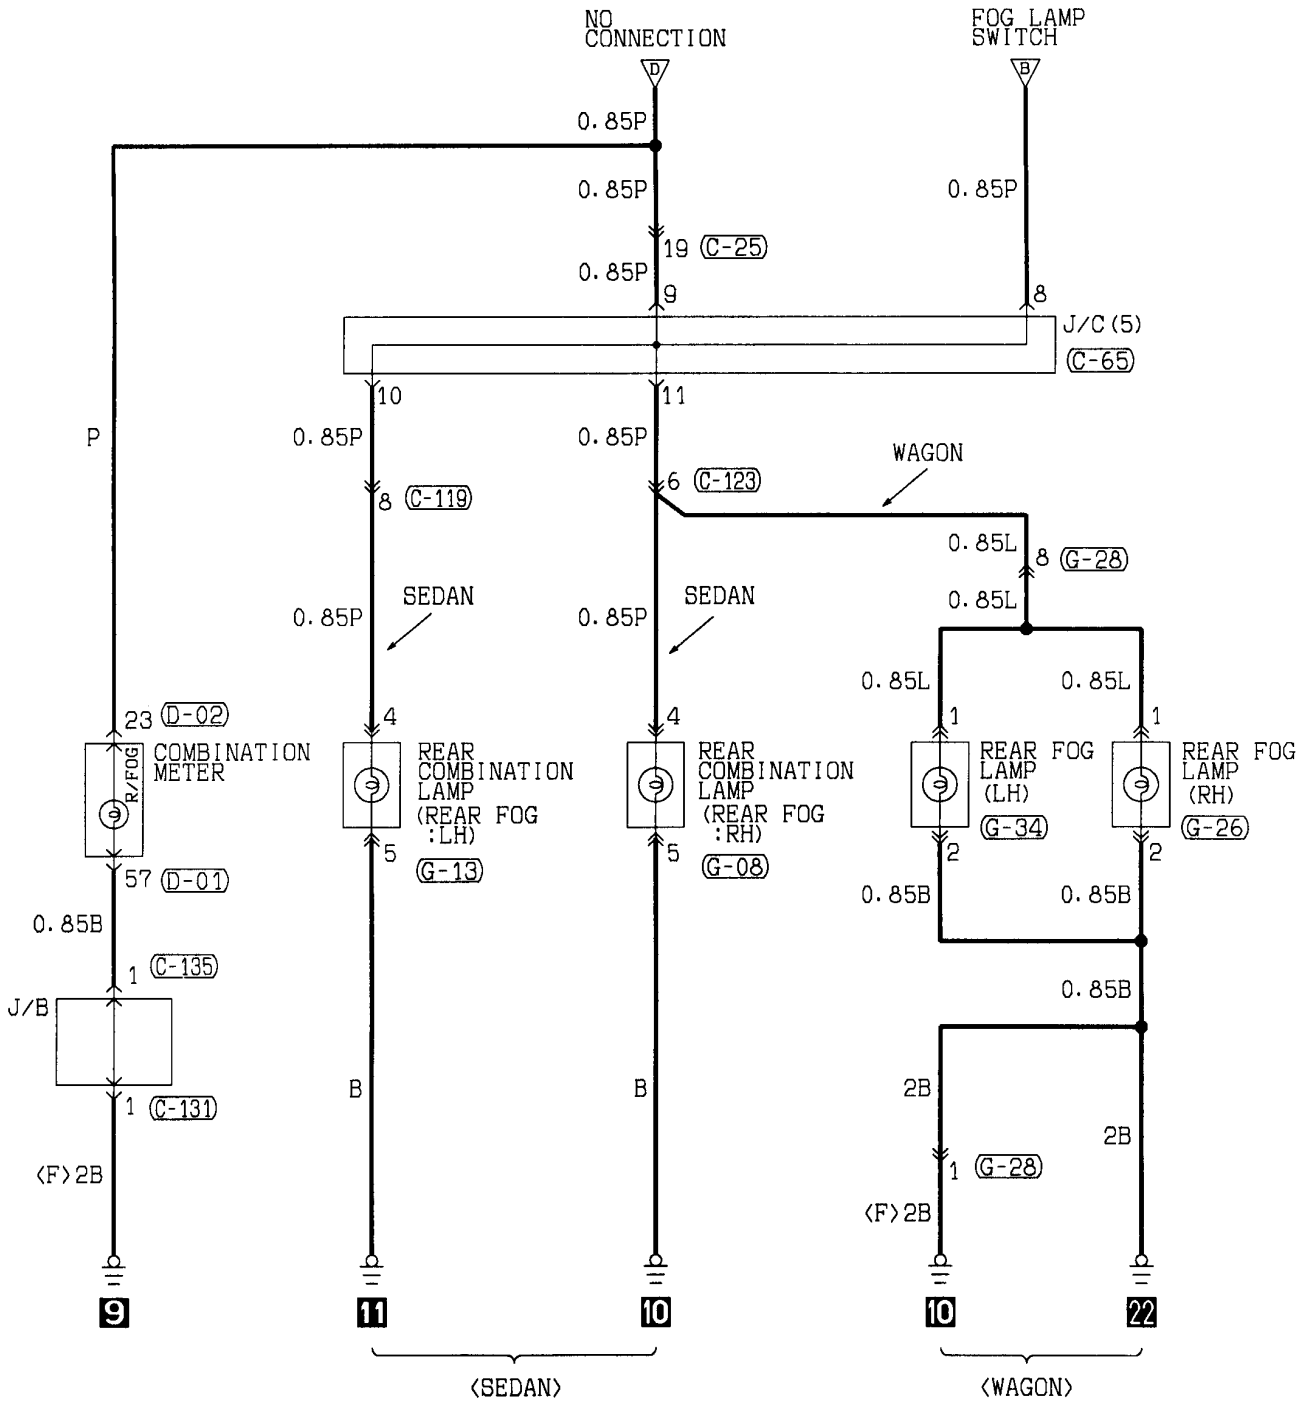 NO
CONNECTION
FOG LAMP
SWITCH
D
B
0.85P
0.85P
0.85P
19 (C-25)
0.85P
9
8
J/C(5)
(C-65)
10
11
P
0.85P
0.85P
WAGON
6 (C-123)
8 (C-119)
0.85L
8 (G-28)
SEDAN
SEDAN
0.85L
0.85P
0.85P
0.85L
0.85L
23 (D-02)
4
4
1
1
R/FOG
COMBINATION
METER
REAR
COMBINATION
LAMP
(REAR FOG
:LH)
REAR
COMBINATION
LAMP
(REAR FOG
:RH)
REAR FOG
LAMP
(LH)
(G-34)
REAR FOG
LAMP
(RH)
(G-26)
5
(G-13)
5
(G-08)
2
2
57 (D-01)
0.85B
0.85B
0.85B
1 (C-135)
J/B
0.85B
1 (C-131)
B
B
2B
2B
1 (G-28)
<F>2B
<F>2B
9
11
10
10
22
<SEDAN>
<WAGON>